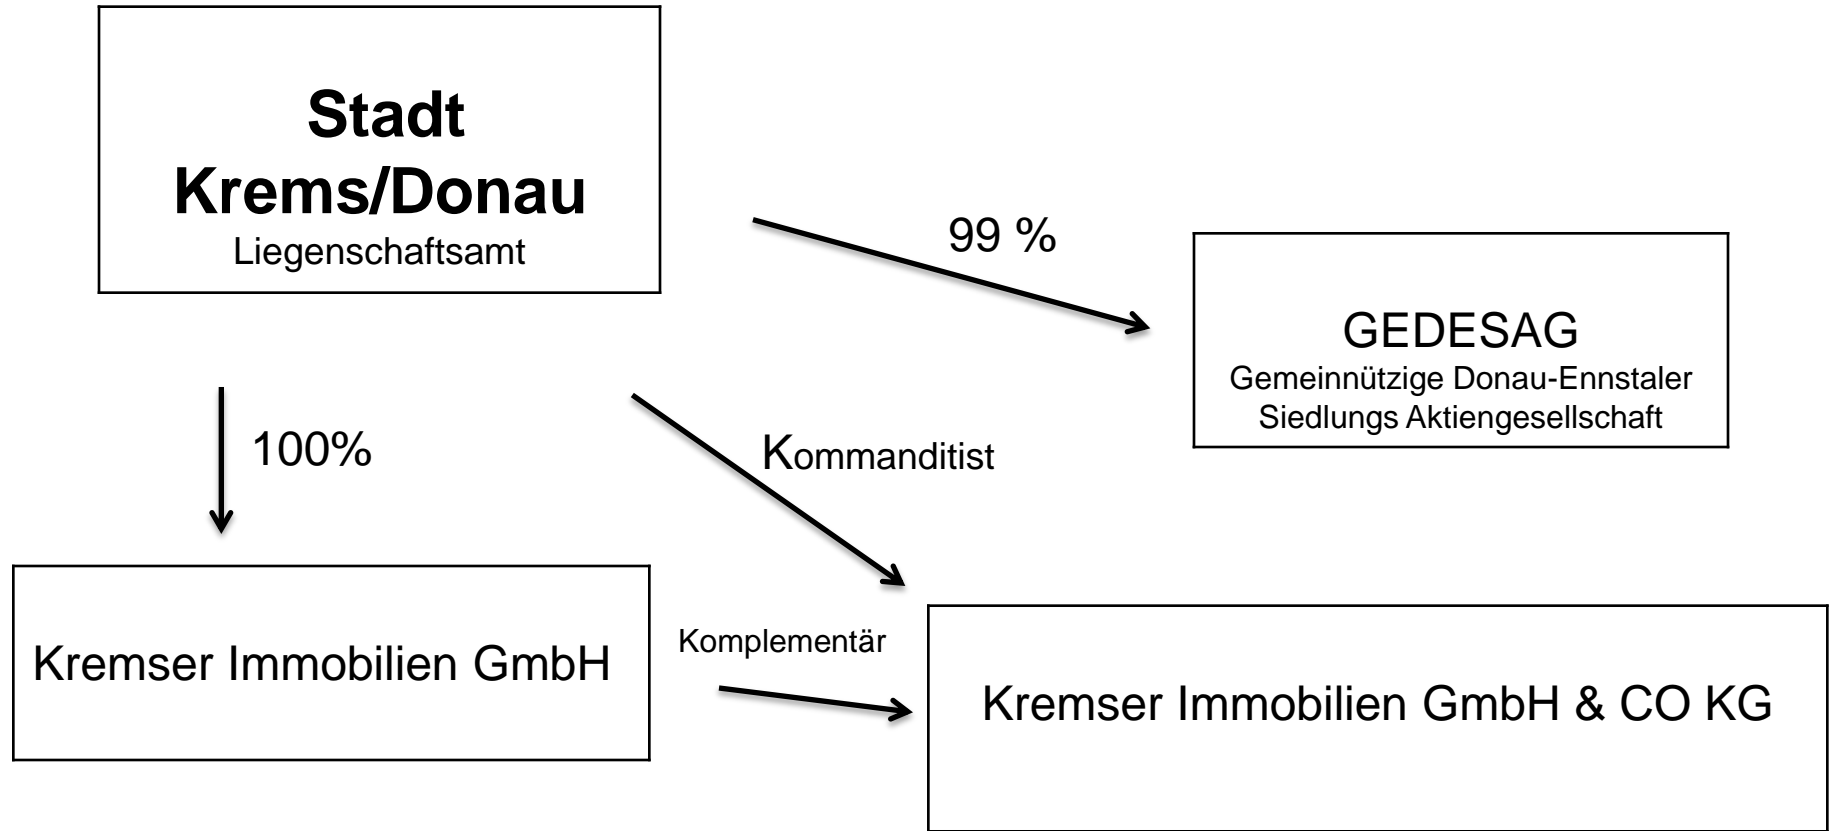 Stadt
Krems/Donau
Liegenschaftsamt
99 %
GEDESAG
Gemeinnützige Donau-Ennstaler
Siedlungs Aktiengesellschaft
100%
Kommanditist
Kremser Immobilien GmbH
Komplementär
Kremser Immobilien GmbH & CO KG